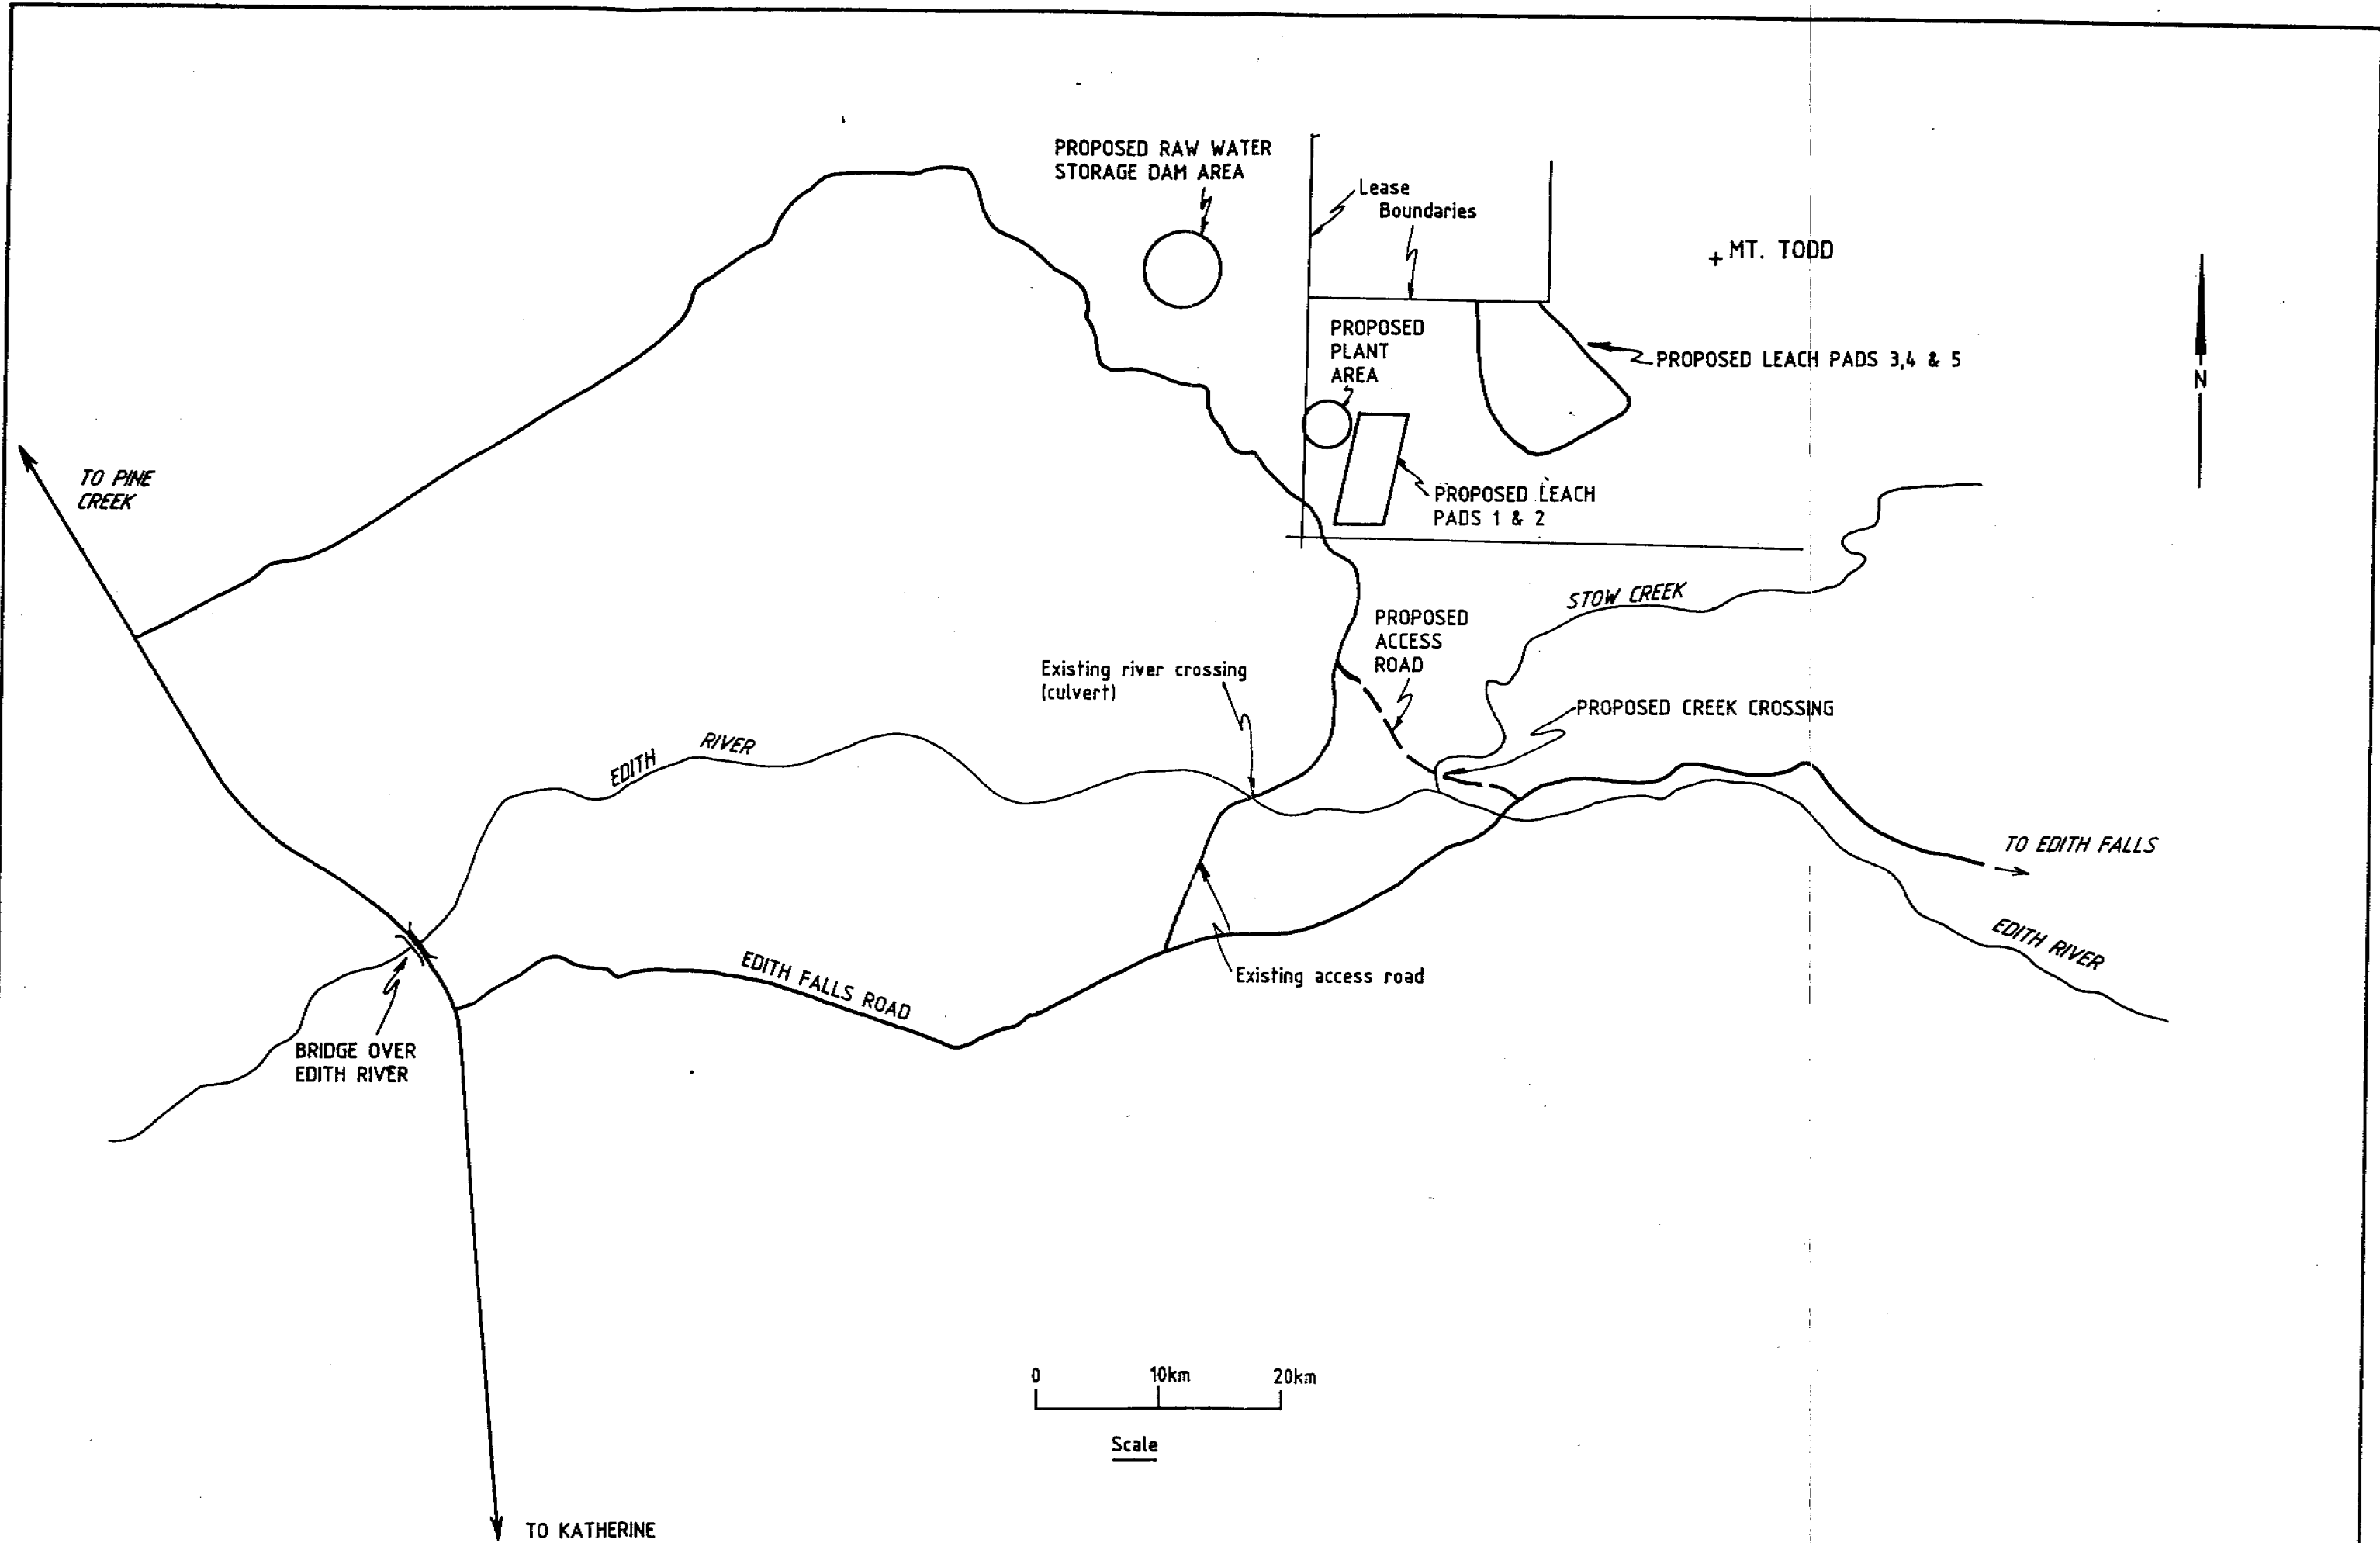 PROPOSED RAW WATER
STORAGE DAM AREA
Lease
Boundaries
+ MT. TODD
PROPOSED
PLANT
AREA
PROPOSED LEACH PADS 3,4 & 5
N
TO PINE
CREEK
PROPOSED LEACH
PADS 1 & 2
STOW CREEK
PROPOSED
ACCESS
ROAD
Existing river crossing
(culvert)
PROPOSED CREEK CROSSING
EDITH RIVER
TO EDITH FALLS
EDITH RIVER
EDITH FALLS ROAD
Existing access road
BRIDGE OVER
EDITH RIVER
0 10km 20km
Scale
TO KATHERINE